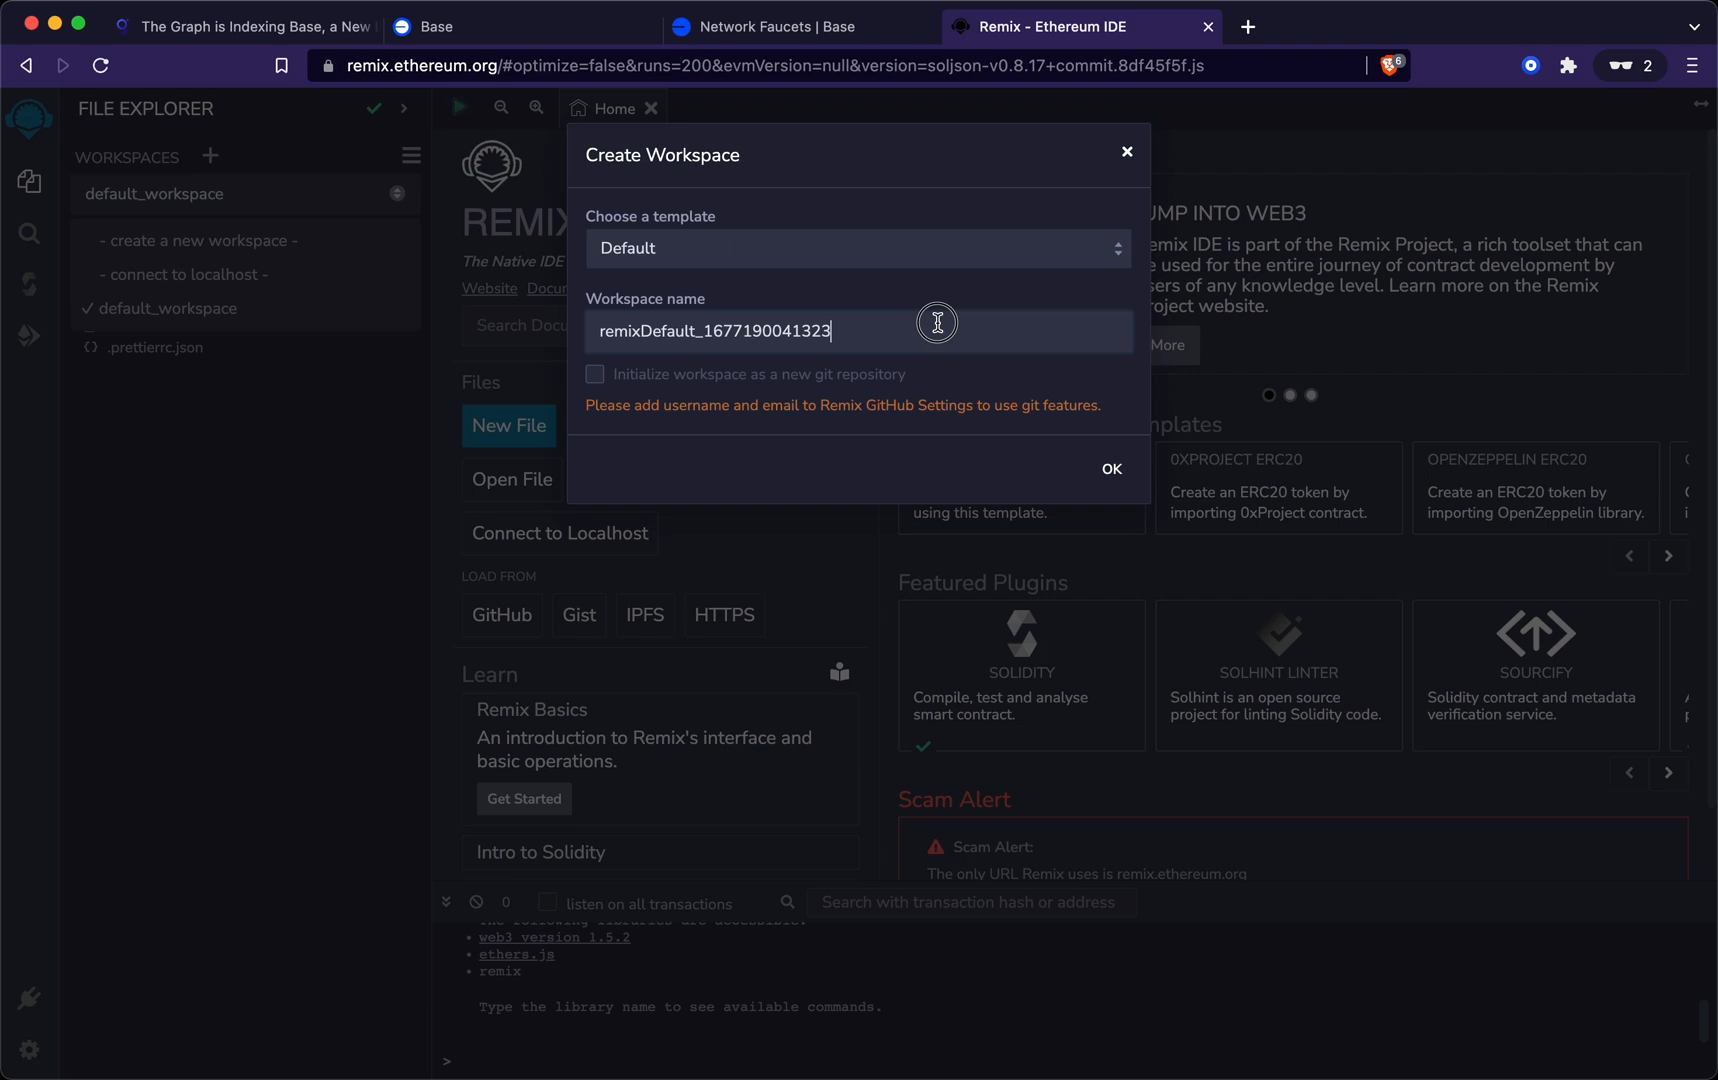 The Graph is Indexing Base, a New
Base
Network Faucets | Base
Remix - Ethereum IDE
remix.ethereum.org/#optimize=false&runs=200&evmVersion=null&version=soljson-v0.8.17+commit.8df45f5f.js
6
2
FILE EXPLORER
WORKSPACES
default_workspace
- create a new workspace -
- connect to localhost -
✓ default_workspace
{} .prettierrc.json
Home
REMIX
The Native IDE
Website
Search
Files
New File
Open File
Connect to Localhost
LOAD FROM
GitHub
Gist
IPFS
HTTPS
Learn
Remix Basics
An introduction to Remix's interface and
basic operations.
Get Started
Intro to Solidity
Create Workspace
Choose a template
Default
Workspace name
remixDefault_1677190041323
Initialize workspace as a new git repository
Please add username and email to Remix GitHub Settings to use git features.
OK
INTO WEB3
IDE is part of the Remix Project, a rich toolset that can
used for the entire journey of contract development by
of any knowledge level. Learn more on the Remix
website.
More
using this template.
0XPROJECT ERC20
Create an ERC20 token by
importing 0xProject contract.
OPENZEPPELIN ERC20
Create an ERC20 token by
importing OpenZeppelin library.
Featured Plugins
SOLIDITY
Compile, test and analyse
smart contract.
SOLHINT LINTER
Solhint is an open source
project for linting Solidity code.
SOURCIFY
Solidity contract and metadata
verification service.
Scam Alert
Scam Alert:
The only URL Remix uses is remix.ethereum.org
0
listen on all transactions
Search with transaction hash or address
The following libraries are accessible:
• web3 version 1.5.2
• ethers.js
• remix
Type the library name to see available commands.
>